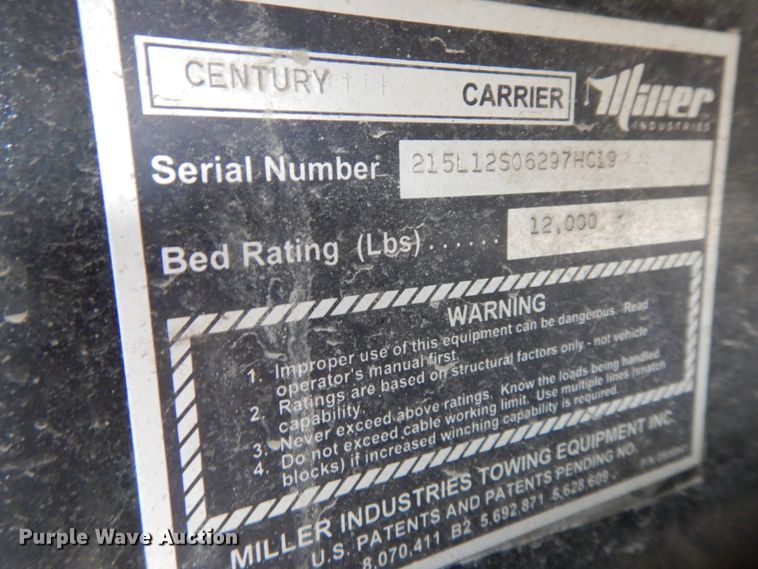 CENTURY CARRIER Miller
INDUSTRIES
Serial Number 215L12S06297HC19
Bed Rating (Lbs)...... 12,000
WARNING
1. Improper use of this equipment can be dangerous. Read
operator's manual first.
2. Ratings are based on structural factors only - not vehicle
capability.
3. Never exceed above ratings. Know the loads being handled
4. Do not exceed cable working limit. Use multiple lines (snatch
blocks) if increased winching capability is required
MILLER INDUSTRIES TOWING EQUIPMENT INC.
U.S. PATENTS AND PATENTS PENDING NO.
8,070,411 B2 5,692,871 5,628,609
Purple Wave Auction